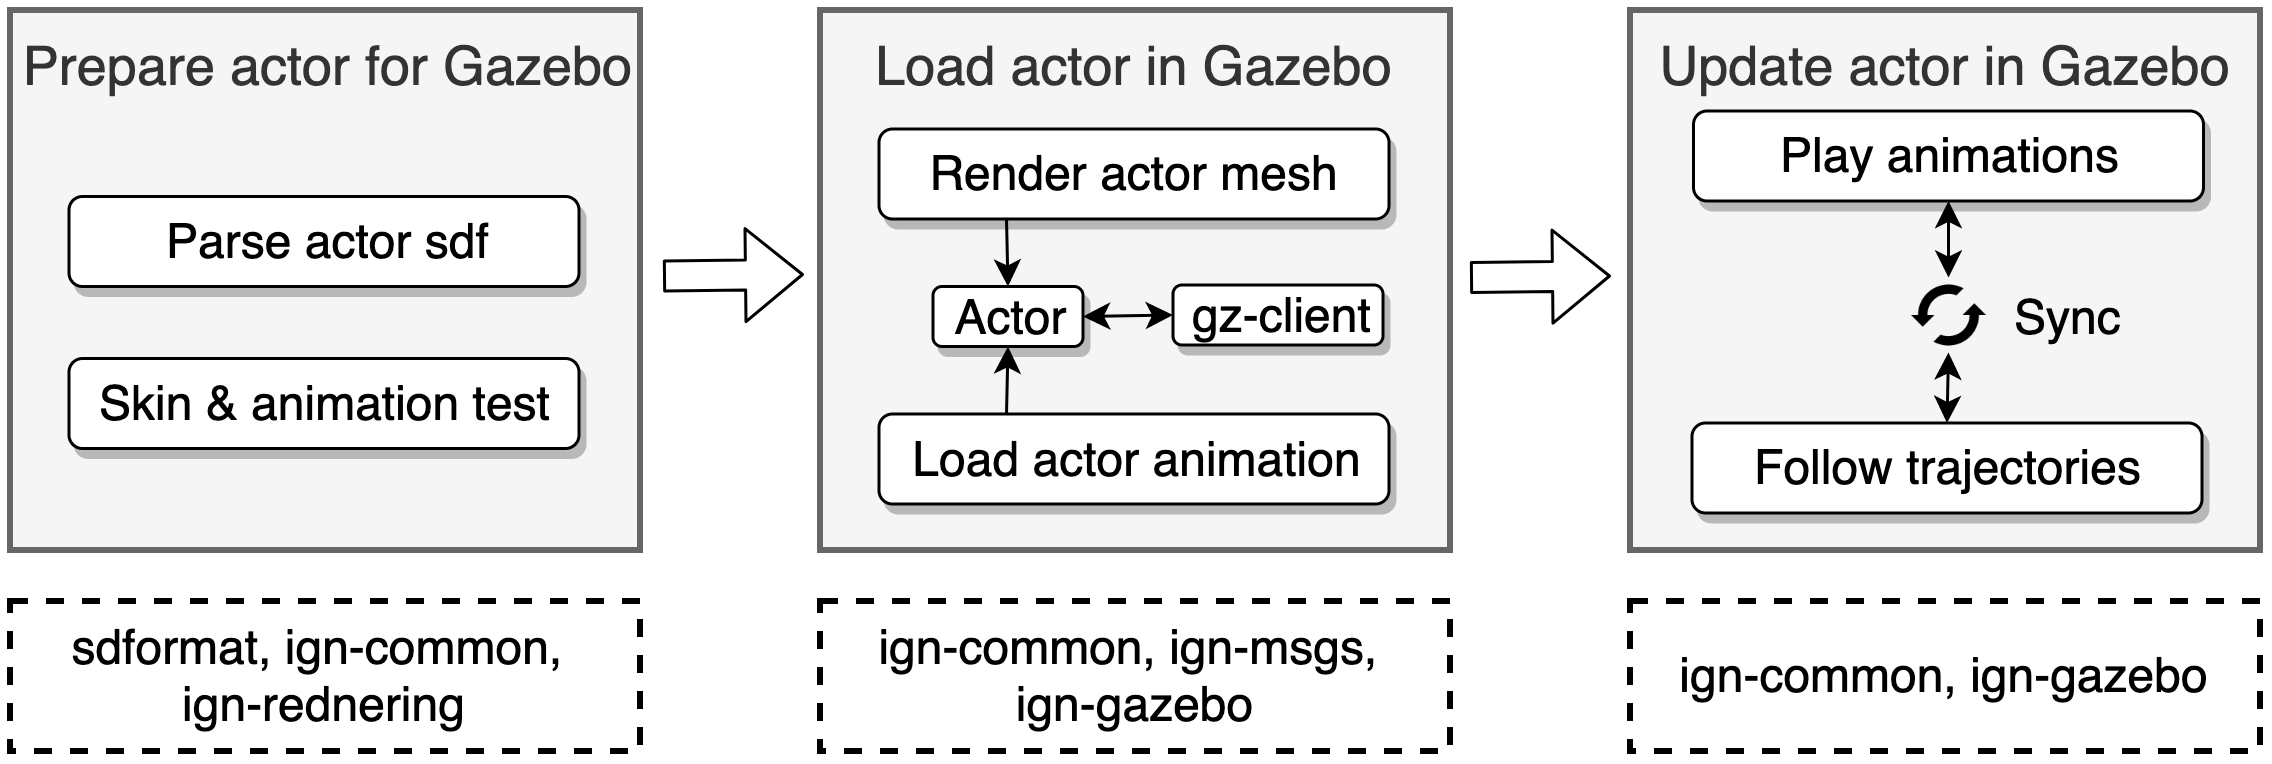 Prepare actor for Gazebo
Parse actor sdf
Skin & animation test
sdformat, ign-common,
ign-rednering
Load actor in Gazebo
Render actor mesh
Actor
gz-client
Load actor animation
ign-common, ign-msgs,
ign-gazebo
Update actor in Gazebo
Play animations
Sync
Follow trajectories
ign-common, ign-gazebo